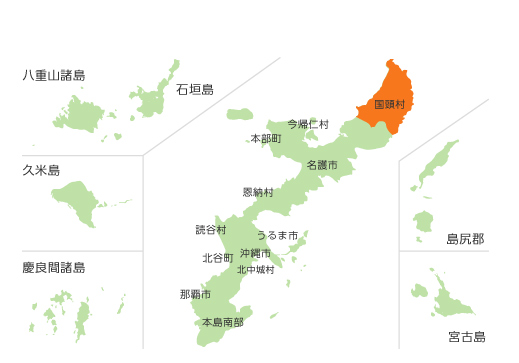 八重山諸島
石垣島
国頭村
今帰仁村
本部町
名護市
久米島
恩納村
読谷村
うるま市
島尻郡
沖縄市
北谷町
慶良間諸島
北中城村
那覇市
本島南部
宮古島